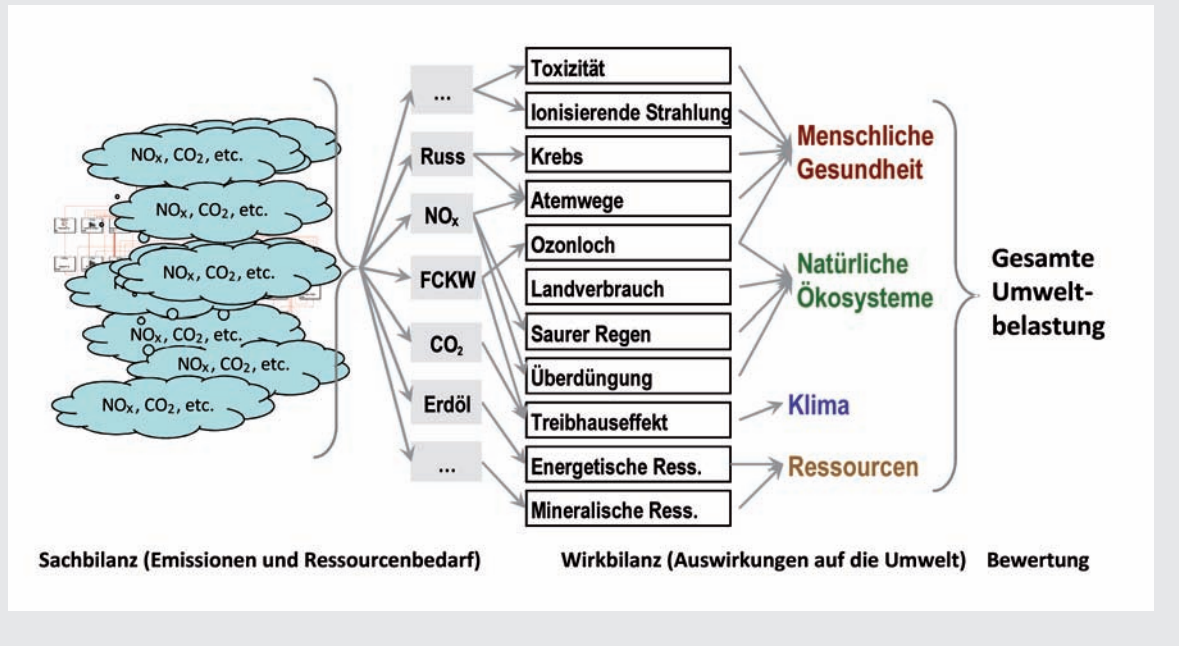 NOx, CO2, etc.
NOx, CO2, etc.
NOx, CO2, etc.
NOx, CO2, etc.
NOx, CO2, etc.
NOx, CO2, etc.
...
Russ
NOx
FCKW
CO2
Erdöl
...
Toxizität
Ionisierende Strahlung
Krebs
Atemwege
Ozonloch
Landverbrauch
Saurer Regen
Überdüngung
Treibhauseffekt
Energetische Ress.
Mineralische Ress.
Menschliche
Gesundheit
Natürliche
Ökosysteme
Klima
Ressourcen
Gesamte
Umwelt-
belastung
Sachbilanz (Emissionen und Ressourcenbedarf)
Wirkbilanz (Auswirkungen auf die Umwelt)
Bewertung